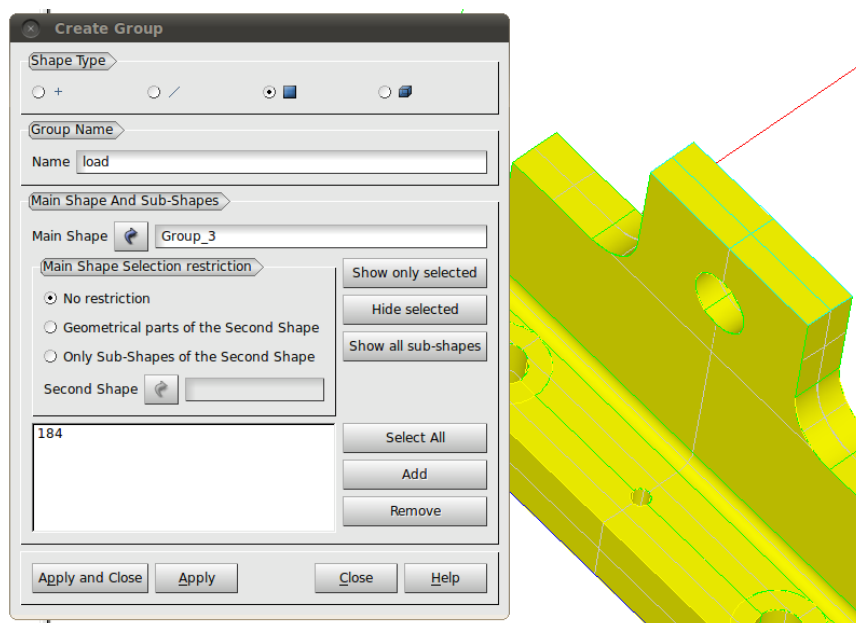 Create Group
Shape Type
Group Name
Name load
Main Shape And Sub-Shapes
Main Shape Group_3
Main Shape Selection restriction
No restriction
Geometrical parts of the Second Shape
Only Sub-Shapes of the Second Shape
Second Shape
Show only selected
Hide selected
Show all sub-shapes
184
Select All
Add
Remove
Apply and Close Apply Close Help